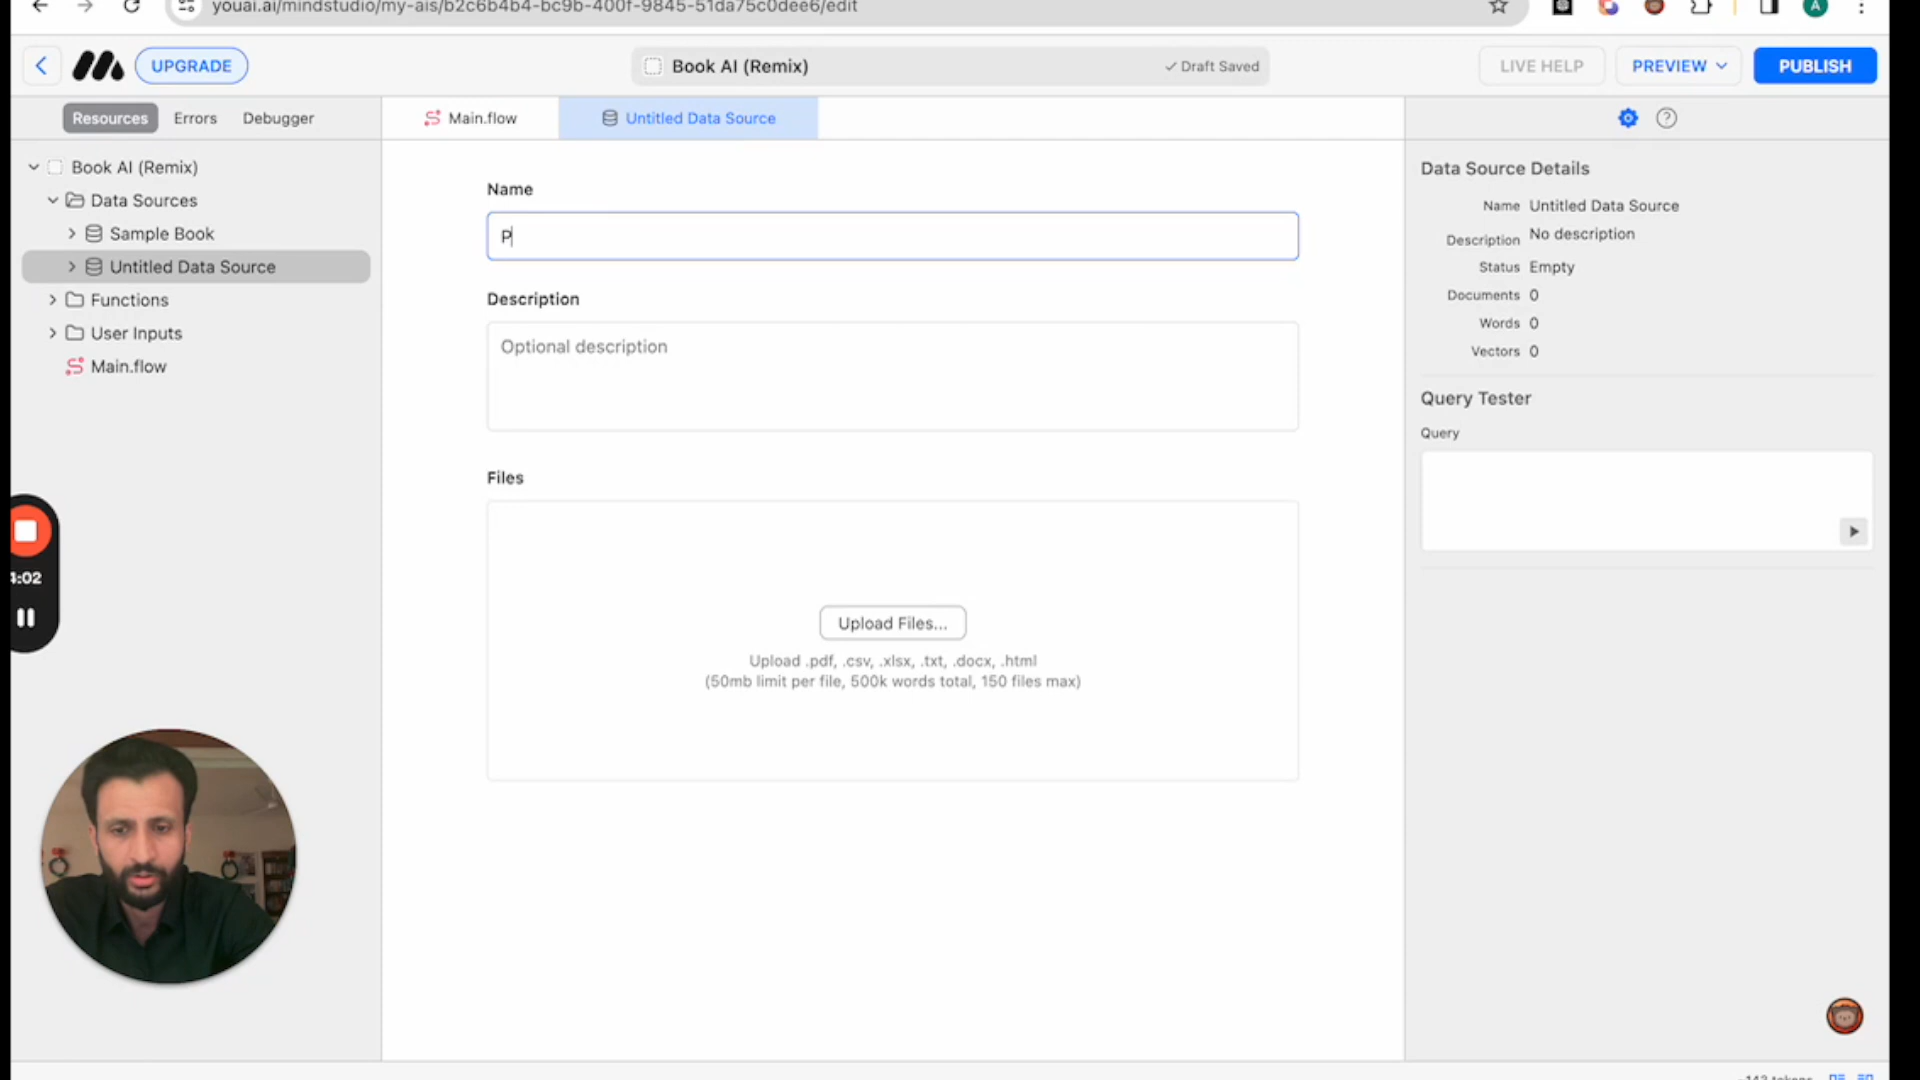 youai.ai/mindstudio/my-ais/b2c6b4b4-bc9b-400f-9845-51da75c0dee6/edit
A
UPGRADE
Book AI (Remix)
Draft Saved
LIVE HELP
PREVIEW
PUBLISH
Resources
Errors
Debugger
Main.flow
Untitled Data Source
Book AI (Remix)
Data Sources
Sample Book
Untitled Data Source
Functions
User Inputs
Main.flow
Name
P
Description
Optional description
Files
Upload Files...
Upload .pdf, .csv, .xlsx, .txt, .docx, .html
(50mb limit per file, 500k words total, 150 files max)
Data Source Details
Name Untitled Data Source
Description No description
Status Empty
Documents 0
Words 0
Vectors 0
Query Tester
Query
4:02
~143 tokens